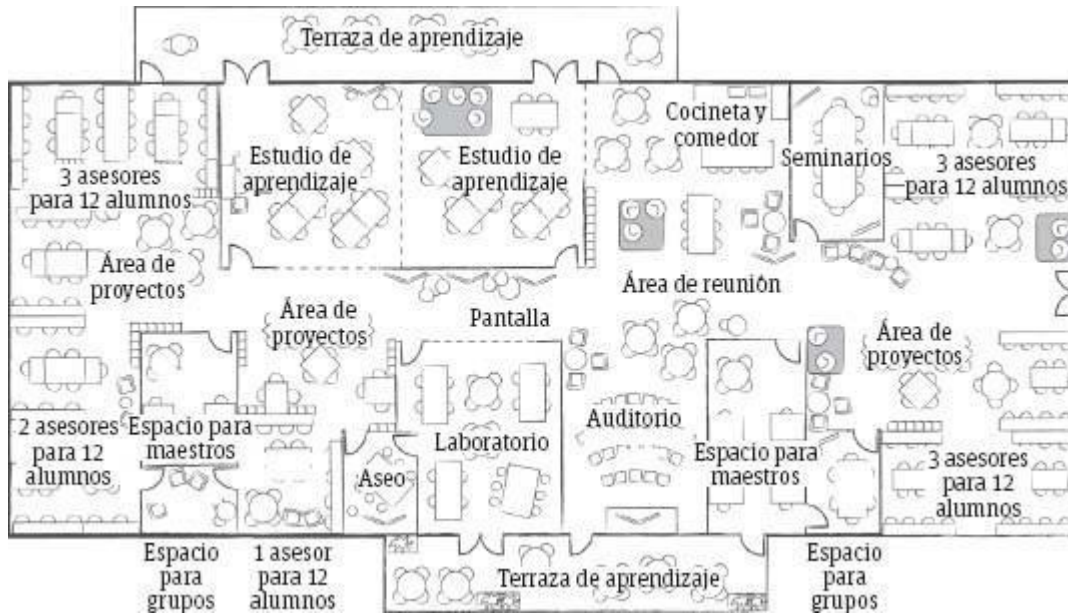 Terraza de aprendizaje
Cocineta y
comedor
Estudio de
aprendizaje
Estudio de
aprendizaje
Seminarios
3 asesores
para 12 alumnos
3 asesores
para 12 alumnos
Área de
proyectos
Área de reunión
Área de
proyectos
Pantalla
Área de
proyectos
2 asesores
para 12
alumnos
Espacio para
maestros
Laboratorio
Auditorio
Espacio para
maestros
Aseo
3 asesores
para 12
alumnos
Espacio
para
grupos
1 asesor
para 12
alumnos
Terraza de aprendizaje
Espacio
para
grupos